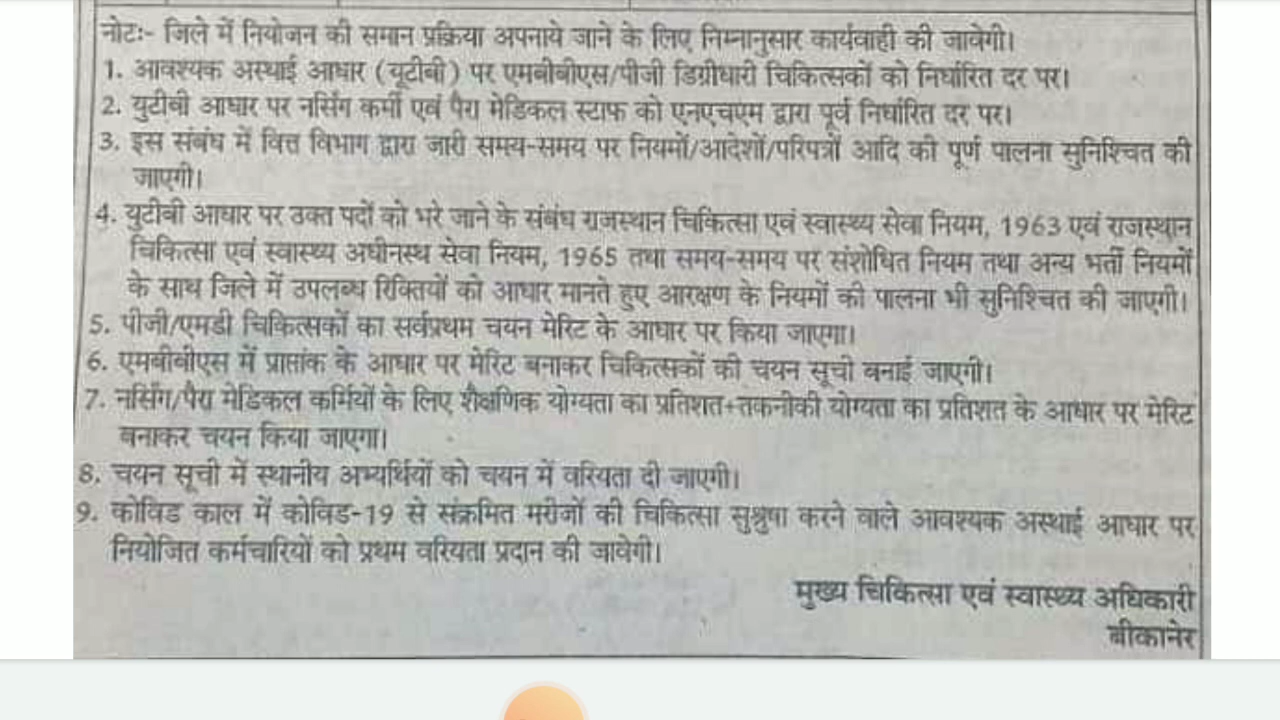 नोटः- जिले में नियोजन की समान प्रक्रिया अपनाये जाने के लिए निम्नानुसार कार्यवाही की जावेगी।
1. आवश्यक अस्थाई आधार (यूटीबी) पर एमबीबीएस/पीजी डिग्रीधारी चिकित्सकों को निर्धारित दर पर।
2. युटीबी आधार पर नर्सिंग कर्मी एवं पैरा मेडिकल स्टाफ को एनएचएम द्वारा पूर्व निर्धारित दर पर।
3. इस संबंध में वित्त विभाग द्वारा जारी समय-समय पर नियमों/आदेशों/परिपत्रों आदि की पूर्ण पालना सुनिश्चित की
जाएगी।
4. युटीबी आधार पर उक्त पदों को भरे जाने के संबंध राजस्थान चिकित्सा एवं स्वास्थ्य सेवा नियम, 1963 एवं राजस्थान
चिकित्सा एवं स्वास्थ्य अधीनस्थ सेवा नियम, 1965 तथा समय-समय पर संशोधित नियम तथा अन्य भर्ती नियमों
के साथ जिले में उपलब्ध रिक्तियों को आधार मानते हुए आरक्षण के नियमों की पालना भी सुनिश्चित की जाएगी।
5. पीजी/एमडी चिकित्सकों का सर्वप्रथम चयन मेरिट के आधार पर किया जाएगा।
6. एमबीबीएस में प्राप्तांक के आधार पर मेरिट बनाकर चिकित्सकों की चयन सूची बनाई जाएगी।
7. नर्सिंग/पैरा मेडिकल कर्मियों के लिए शैक्षणिक योग्यता का प्रतिशत+तकनीकी योग्यता का प्रतिशत के आधार पर मेरिट
बनाकर चयन किया जाएगा।
8. चयन सूची में स्थानीय अभ्यर्थियों को चयन में वरियता दी जाएगी।
9. कोविड काल में कोविड-19 से संक्रमित मरीजों की चिकित्सा सुश्रुषा करने वाले आवश्यक अस्थाई आधार पर
नियोजित कर्मचारियों को प्रथम वरियता प्रदान की जावेगी।
मुख्य चिकित्सा एवं स्वास्थ्य अधिकारी
बीकानेर